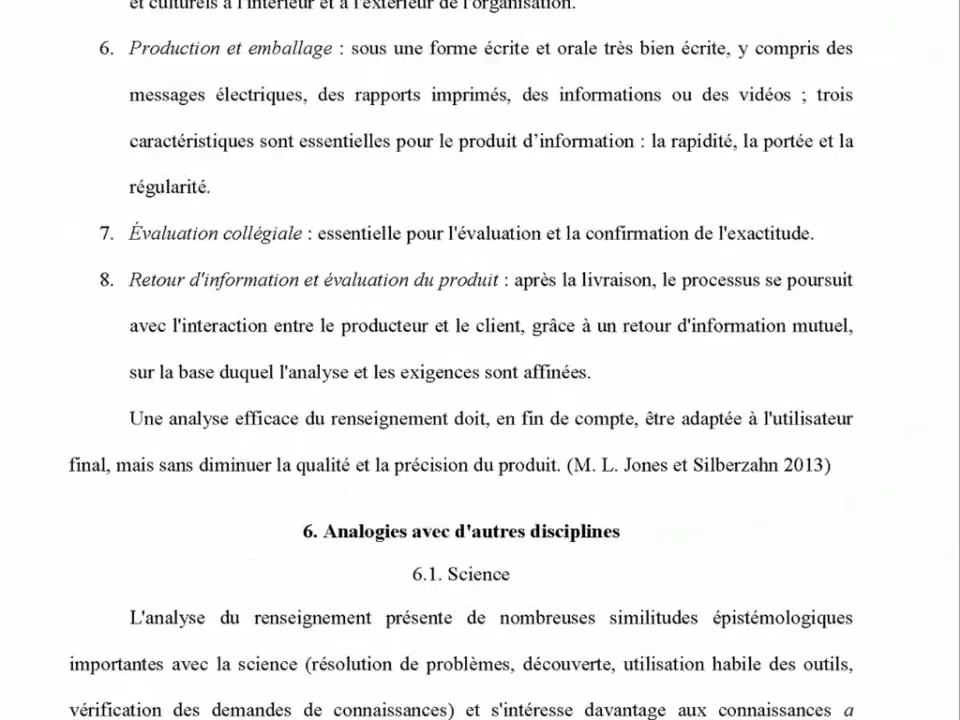 et culturels à l'intérieur et à l'extérieur de l'organisation.
6. Production et emballage : sous une forme écrite et orale très bien écrite, y compris des
messages électriques, des rapports imprimés, des informations ou des vidéos ; trois
caractéristiques sont essentielles pour le produit d’information : la rapidité, la portée et la
régularité.
7. Évaluation collégiale : essentielle pour l'évaluation et la confirmation de l'exactitude.
8. Retour d'information et évaluation du produit : après la livraison, le processus se poursuit
avec l'interaction entre le producteur et le client, grâce à un retour d'information mutuel,
sur la base duquel l'analyse et les exigences sont affinées.
Une analyse efficace du renseignement doit, en fin de compte, être adaptée à l'utilisateur
final, mais sans diminuer la qualité et la précision du produit. (M. L. Jones et Silberzahn 2013)
6. Analogies avec d'autres disciplines
6.1. Science
L'analyse du renseignement présente de nombreuses similitudes épistémologiques
importantes avec la science (résolution de problèmes, découverte, utilisation habile des outils,
vérification des demandes de connaissances) et s'intéresse davantage aux connaissances a